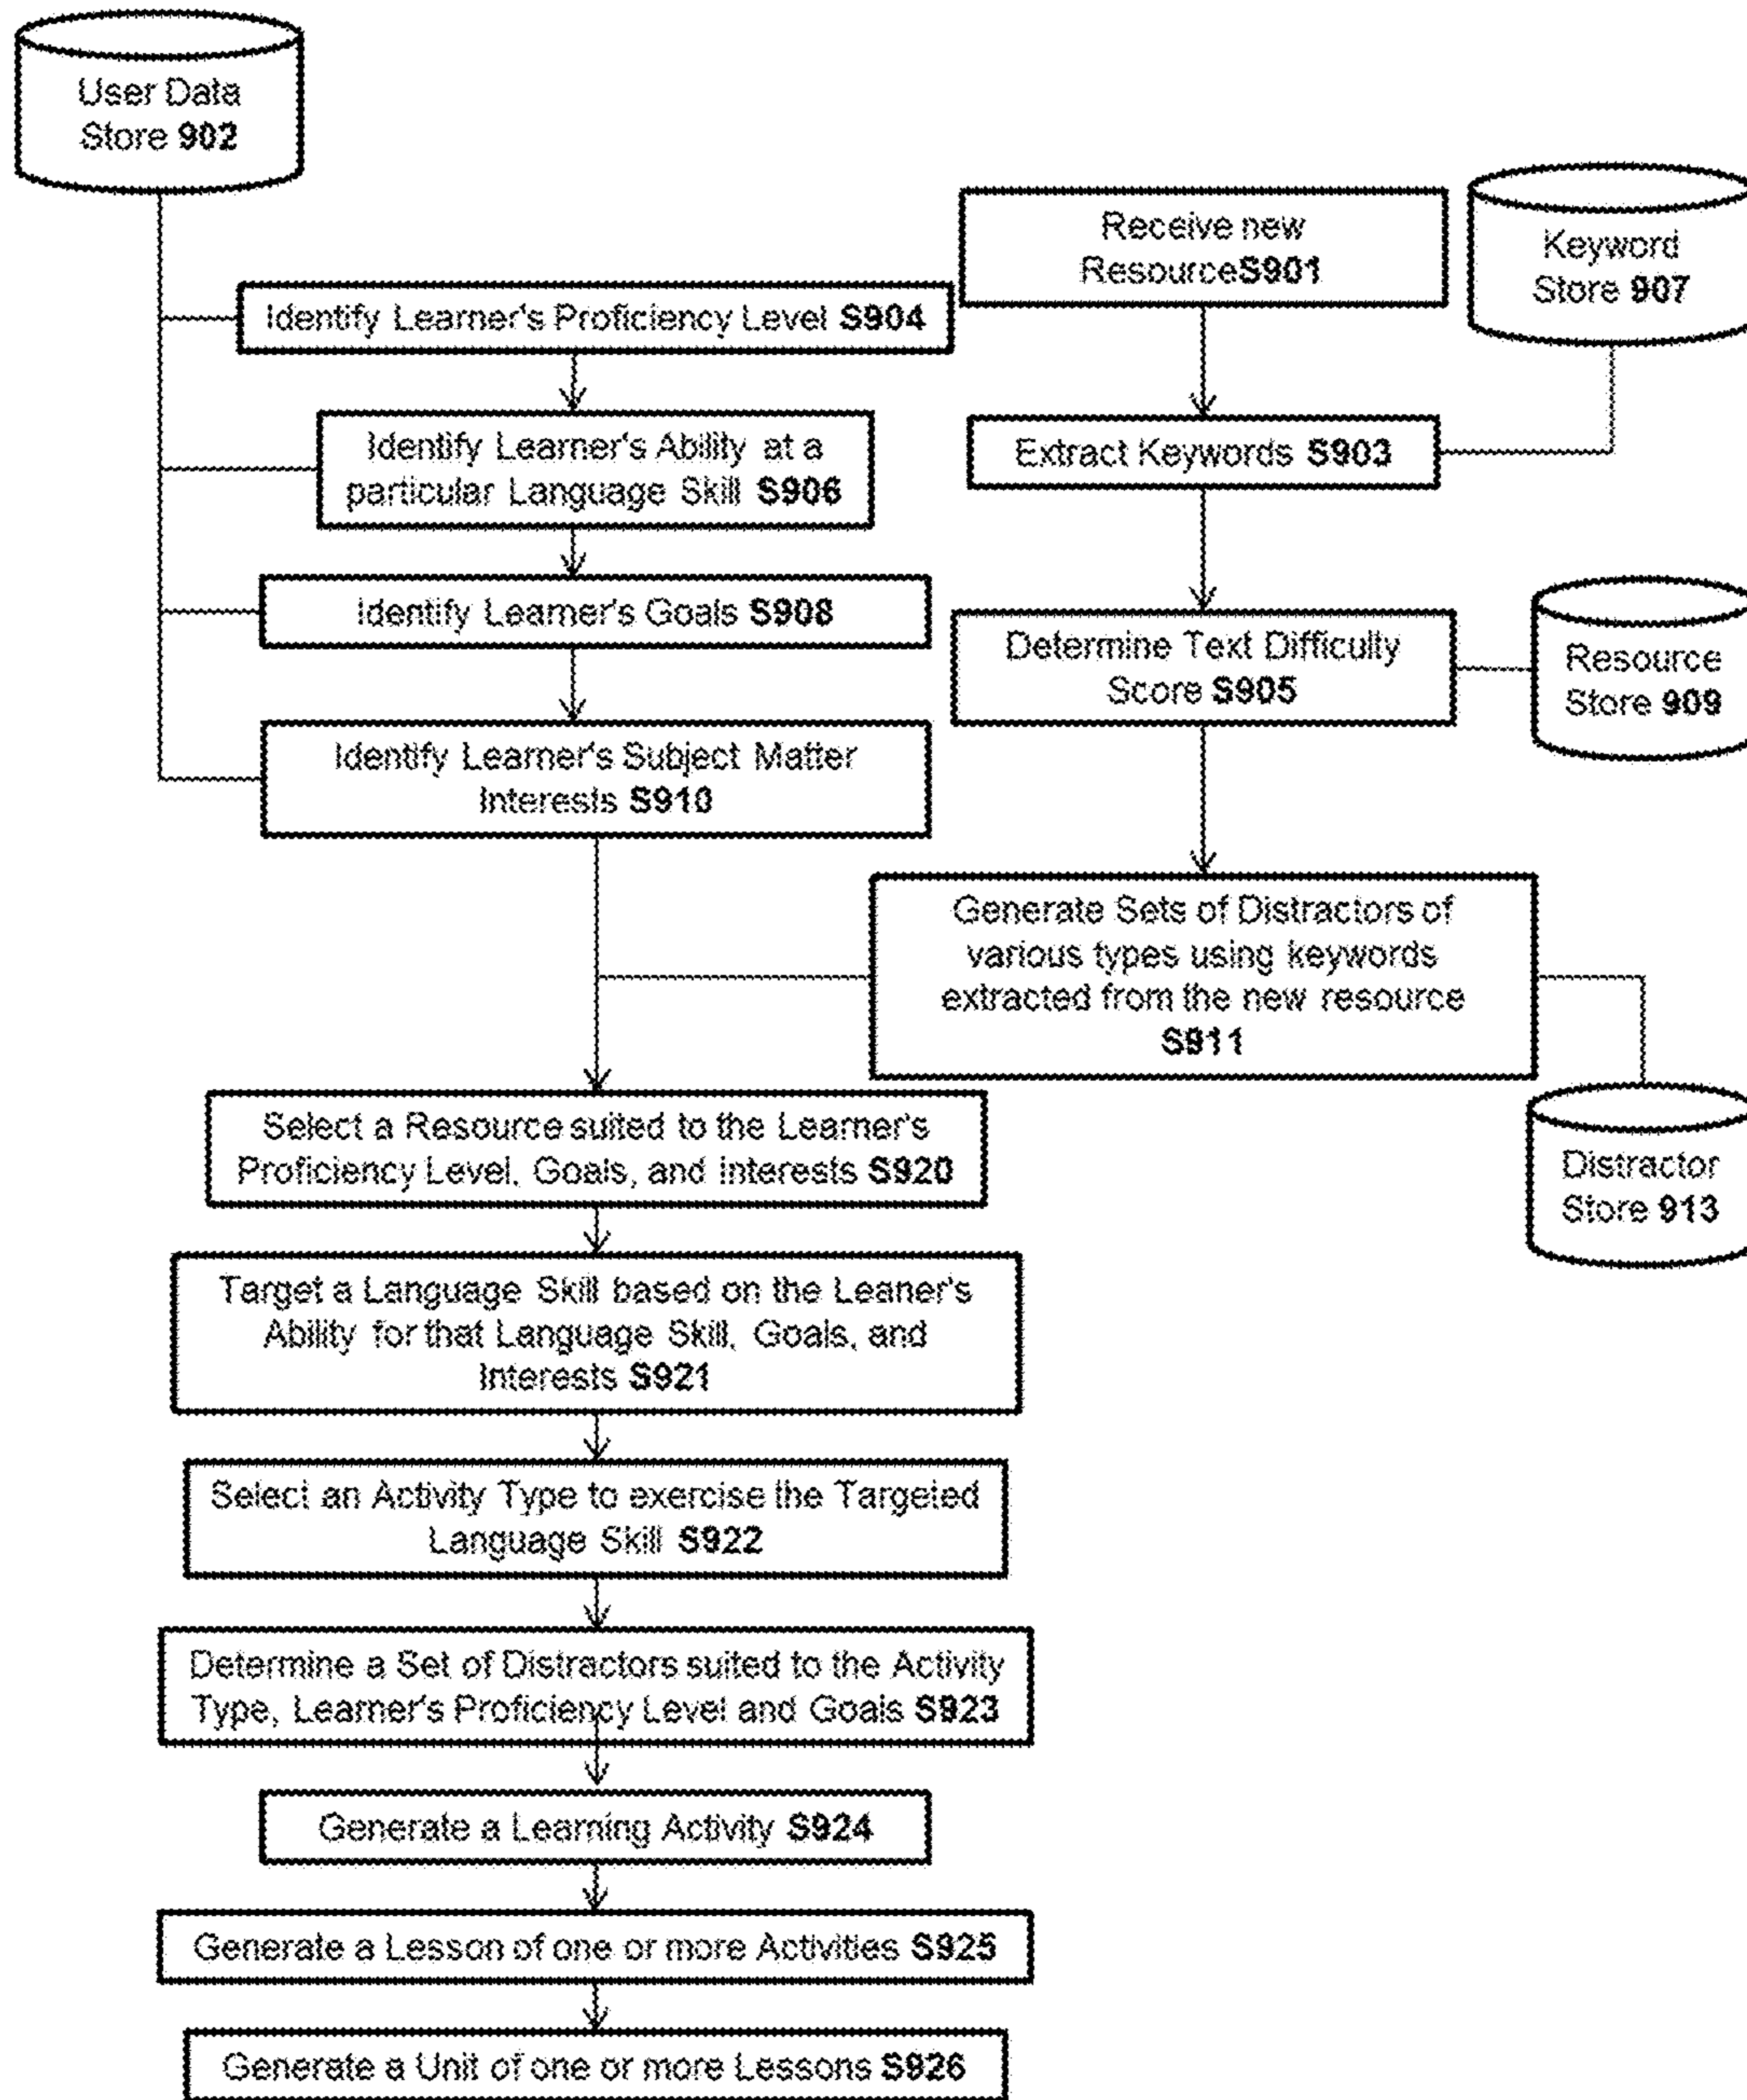 User Data
Store 902
Receive new
ResourceS901
Keyword
Store 907
Identify Learner's Proficiency Level S904
Identify Learner's Ability at a
particular Language Skill S906
Extract Keywords S903
Identify Learner's Goals S908
Determine Text Difficulty
Score S905
Resource
Store 909
Identify Learner's Subject Matter
Interests S910
Generate Sets of Distractors of
various types using keywords
extracted from the new resource
S911
Select a Resource suited to the Learner's
Proficiency Level, Goals, and Interests S920
Distractor
Store 913
Target a Language Skill based on the Leaner's
Ability for that Language Skill, Goals, and
Interests S921
Select an Activity Type to exercise the Targeted
Language Skill S922
Determine a Set of Distractors suited to the Activity
Type, Learner's Proficiency Level and Goals S923
Generate a Learning Activity S924
Generate a Lesson of one or more Activities S925
Generate a Unit of one or more Lessons S926